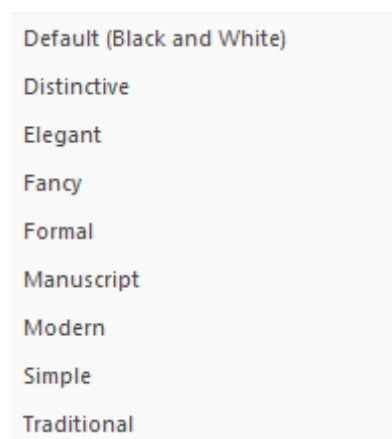 Default (Black and White)
Distinctive
Elegant
Fancy
Formal
Manuscript
Modern
Simple
Traditional